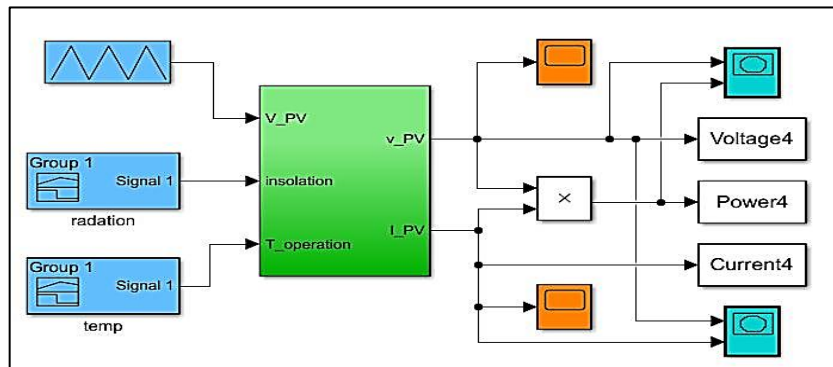 Group 1
Signal 1
radation
Group 1
Signal 1
temp
V_PV
insolation
T_operation
v_PV
I_PV
×
Voltage4
Power4
Current4